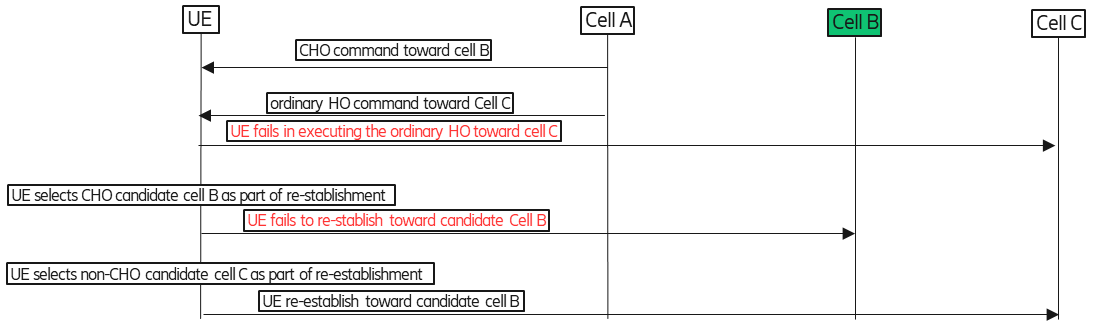 UE
Cell A
Cell B
Cell C
CHO command toward cell B
ordinary HO command toward Cell C
UE fails in executing the ordinary HO toward cell C
UE selects CHO candidate cell B as part of re-stablishment
UE fails to re-stablish toward candidate Cell B
UE selects non-CHO candidate cell C as part of re-establishment
UE re-establish toward candidate cell B